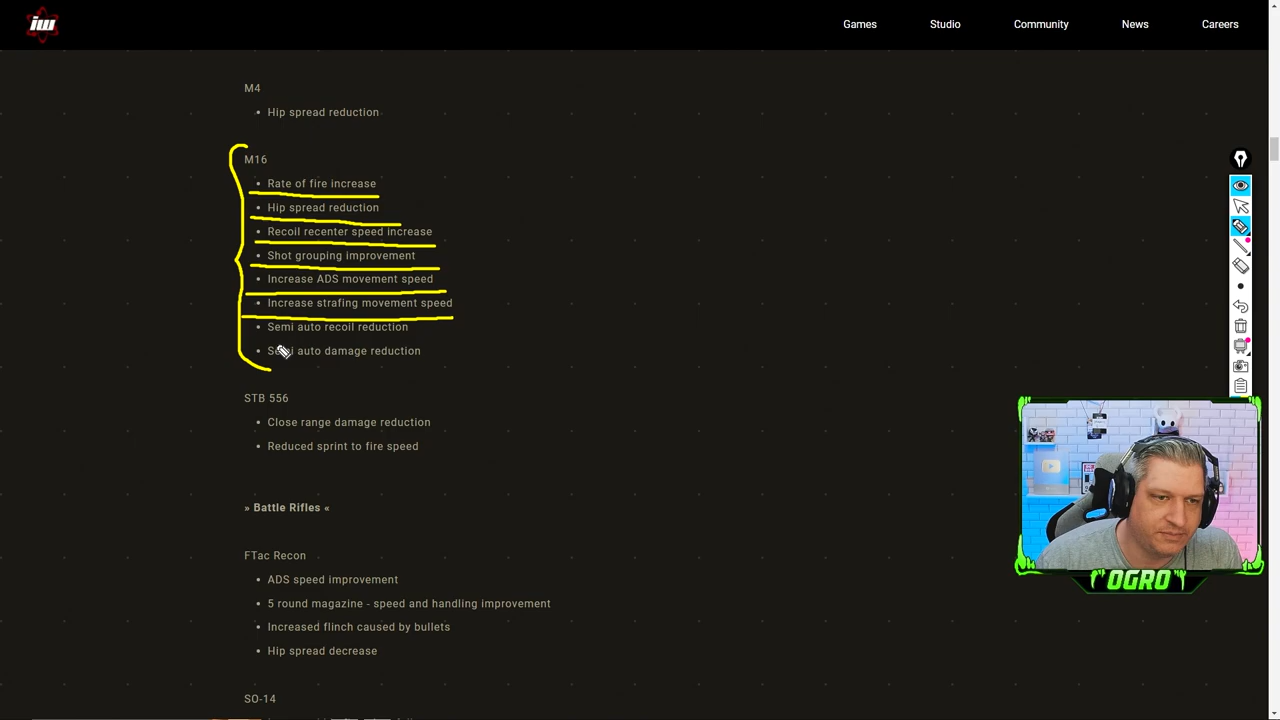 iw
Games Studio Community News Careers
M4
• Hip spread reduction
M16
• Rate of fire increase
• Hip spread reduction
• Recoil recenter speed increase
• Shot grouping improvement
• Increase ADS movement speed
• Increase strafing movement speed
• Semi auto recoil reduction
• Semi auto damage reduction
STB 556
• Close range damage reduction
• Reduced sprint to fire speed
» Battle Rifles «
FTac Recon
• ADS speed improvement
• 5 round magazine - speed and handling improvement
• Increased flinch caused by bullets
• Hip spread decrease
SO-14
OGRO